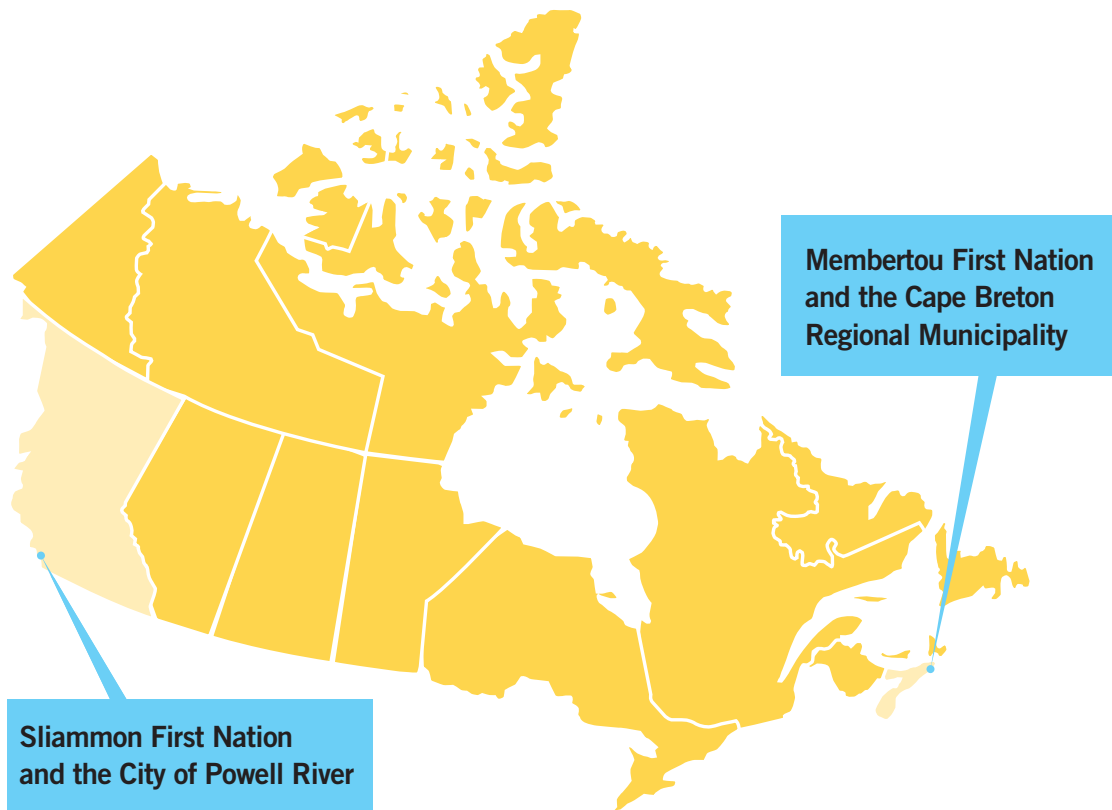 Membertou First Nation
and the Cape Breton
Regional Municipality
Sliammon First Nation
and the City of Powell River